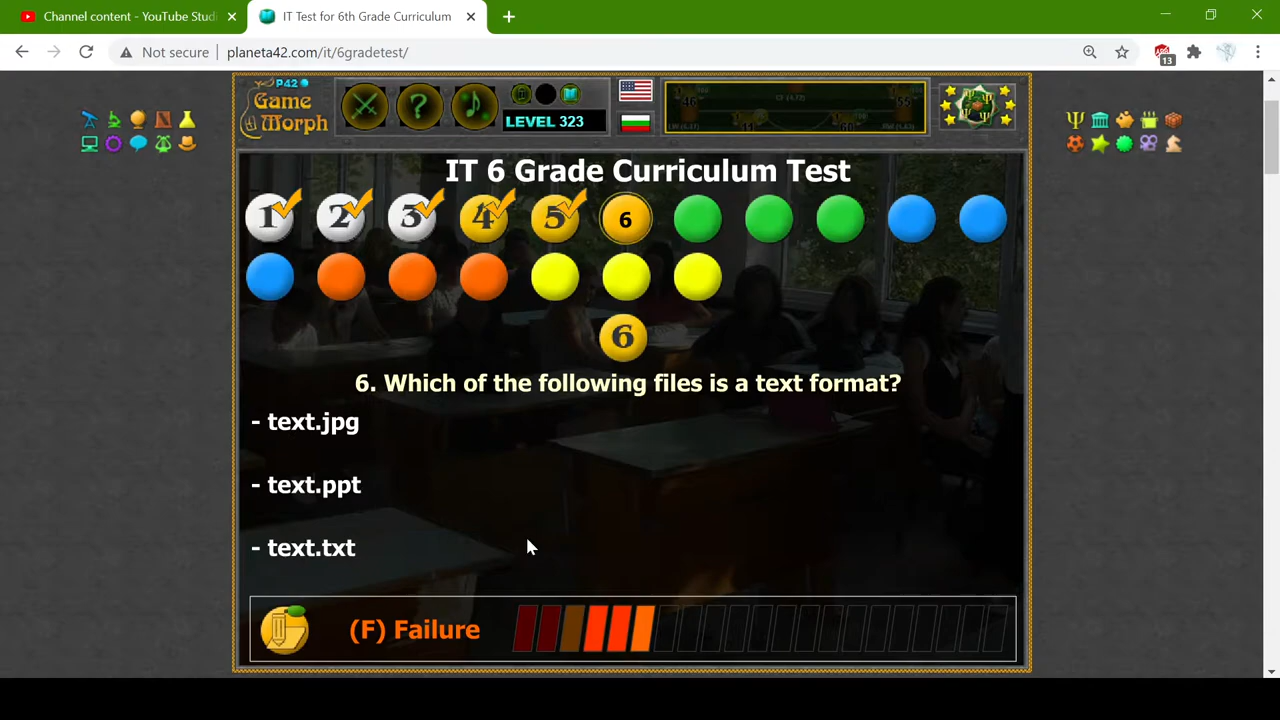 Channel content - YouTube Studi
IT Test for 6th Grade Curriculum
Not secure
planeta42.com/it/6gradetest/
13
P42
Game
Morph
LEVEL 323
IT 6 Grade Curriculum Test
1 2 3 4 5 6
6
6. Which of the following files is a text format?
- text.jpg
- text.ppt
- text.txt
(F) Failure